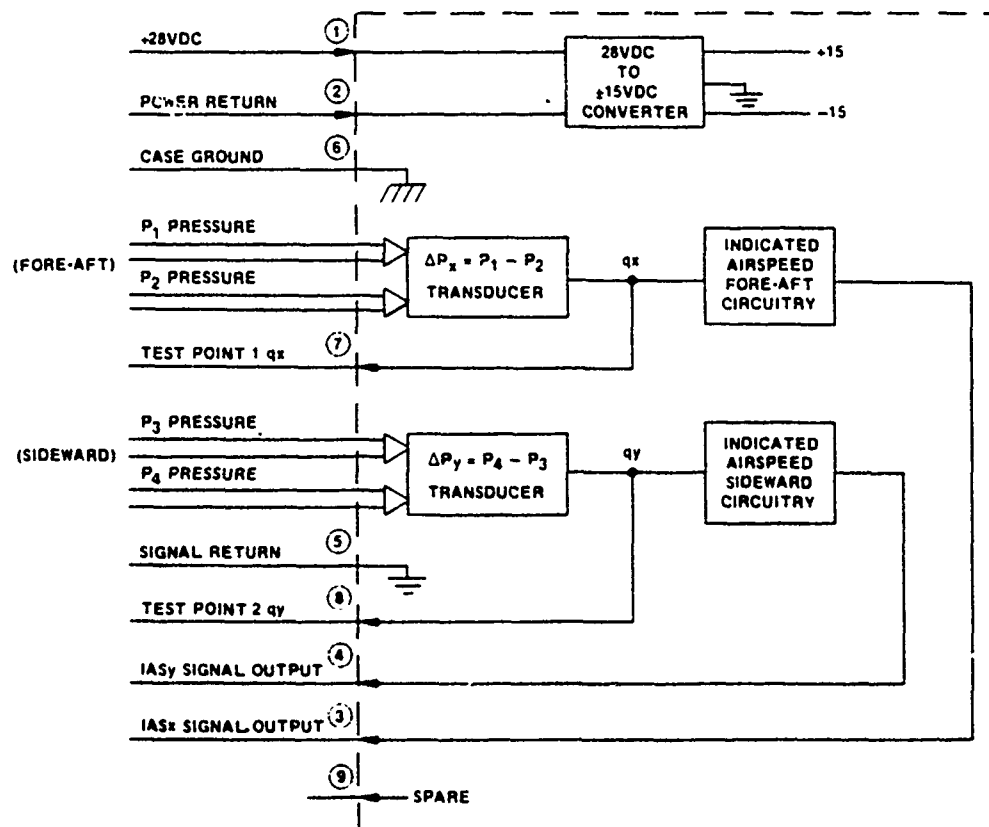 +28VDC
①
28VDC
TO
±15VDC
CONVERTER
+15
-15
POWER RETURN
②
CASE GROUND
⑥
(FORE-AFT)
P₁ PRESSURE
P₂ PRESSURE
ΔPₓ = P₁ - P₂
TRANSDUCER
qx
INDICATED
AIRSPEED
FORE-AFT
CIRCUITRY
TEST POINT 1 qx
⑦
(SIDEWARD)
P₃ PRESSURE
P₄ PRESSURE
ΔPy = P₄ - P₃
TRANSDUCER
qy
INDICATED
AIRSPEED
SIDEWARD
CIRCUITRY
SIGNAL RETURN
⑤
TEST POINT 2 qy
⑧
IASy SIGNAL OUTPUT
④
IASx SIGNAL OUTPUT
③
⑨
SPARE